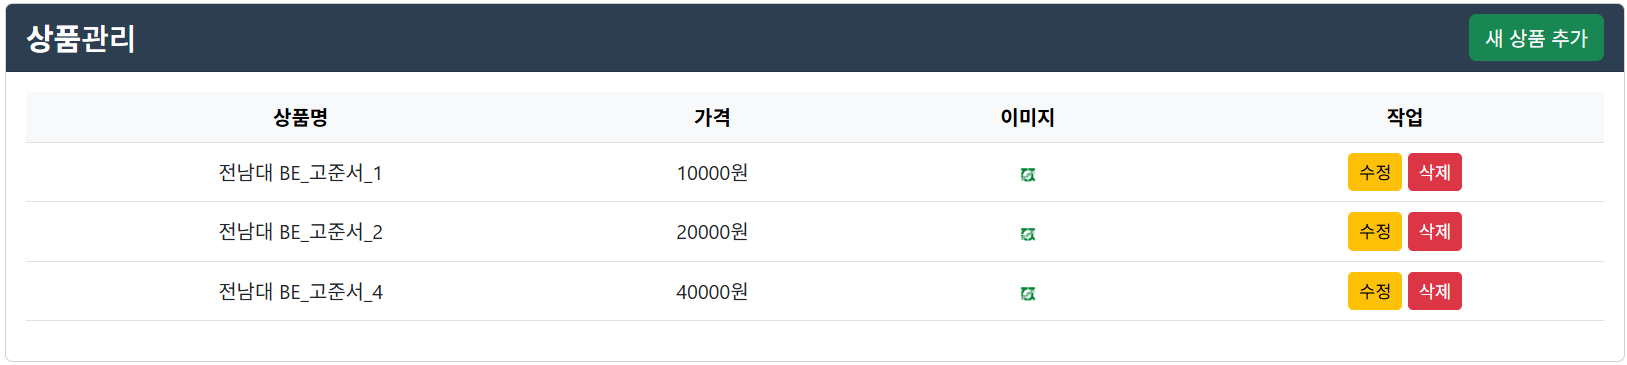 상품관리 새 상품 추가
상품명 가격 이미지 작업
전남대 BE_고준서_1 10000원 수정 삭제
전남대 BE_고준서_2 20000원 수정 삭제
전남대 BE_고준서_4 40000원 수정 삭제